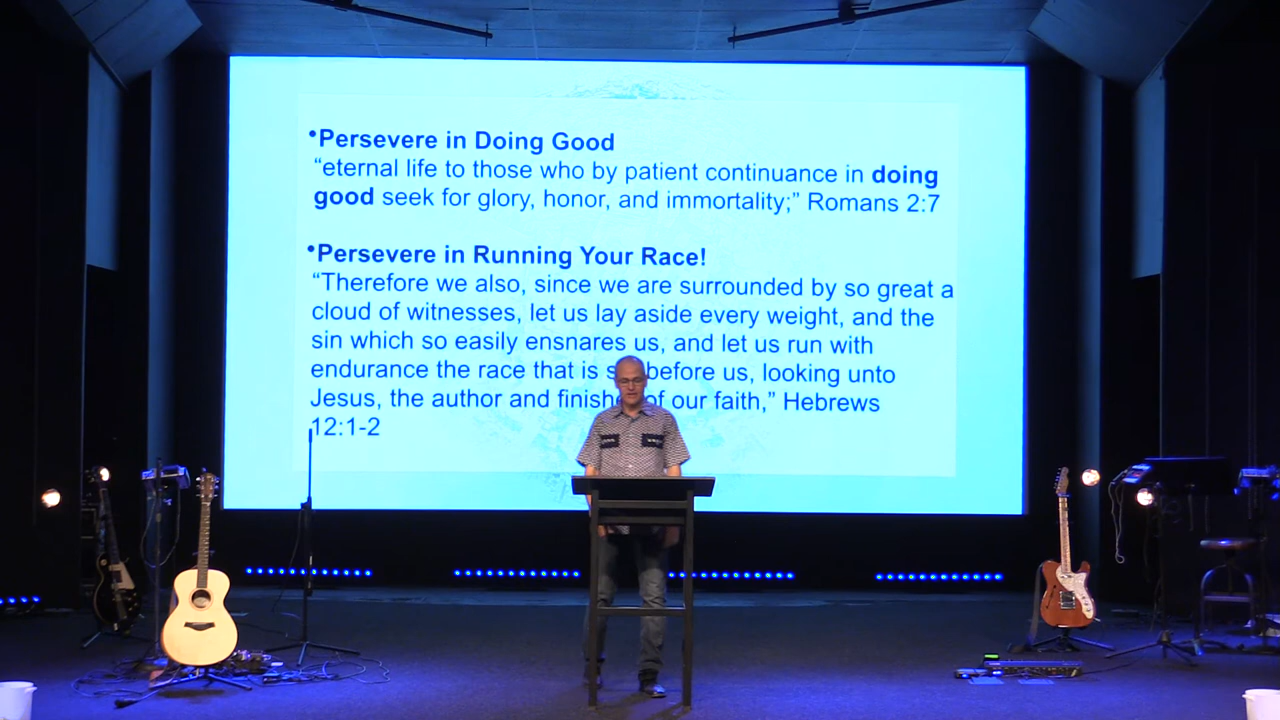 •Persevere in Doing Good
“eternal life to those who by patient continuance in doing
good seek for glory, honor, and immortality;” Romans 2:7
•Persevere in Running Your Race!
“Therefore we also, since we are surrounded by so great a
cloud of witnesses, let us lay aside every weight, and the
sin which so easily ensnares us, and let us run with
endurance the race that is before us, looking unto
Jesus, the author and of our faith,” Hebrews
12:1-2